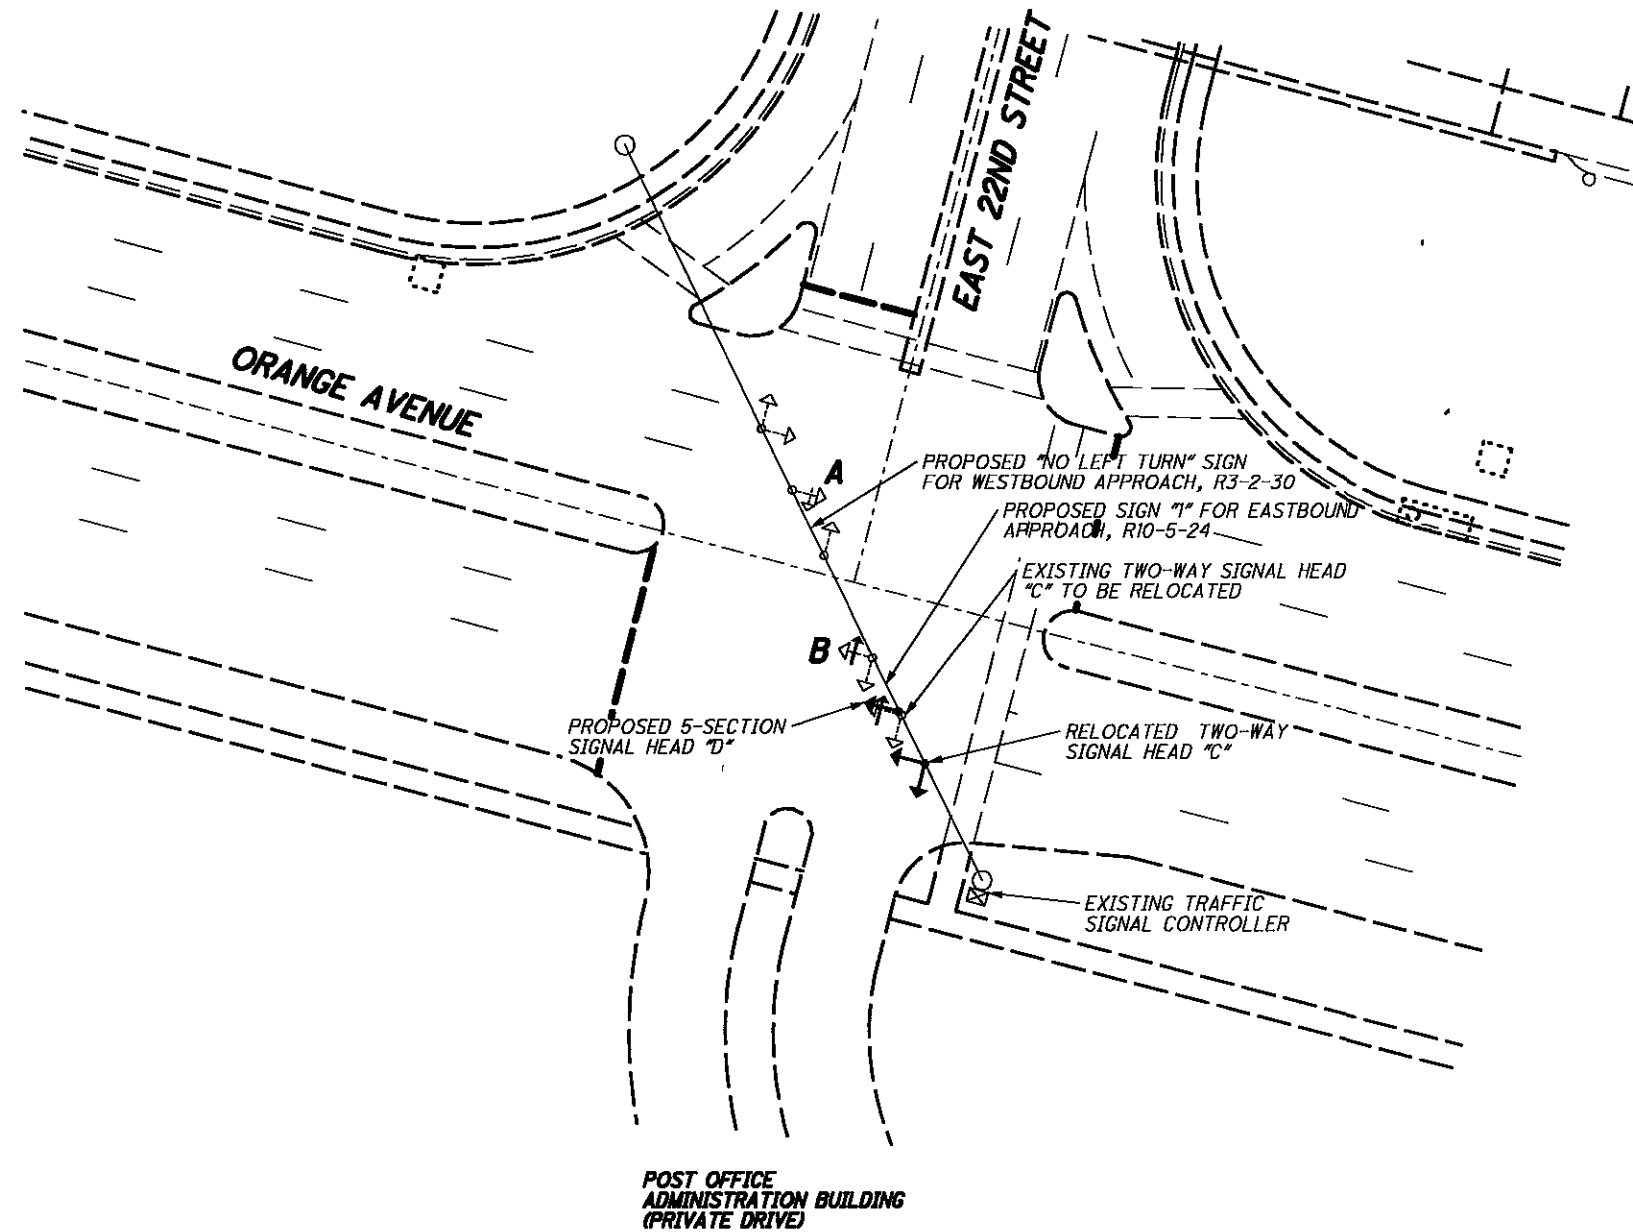 EAST 22ND STREET
ORANGE AVENUE
A
PROPOSED "NO LEFT TURN" SIGN
FOR WESTBOUND APPROACH, R3-2-30
PROPOSED SIGN "1" FOR EASTBOUND
APPROACH, R10-5-24
EXISTING TWO-WAY SIGNAL HEAD
"C" TO BE RELOCATED
B
PROPOSED 5-SECTION
SIGNAL HEAD "D"
RELOCATED TWO-WAY
SIGNAL HEAD "C"
EXISTING TRAFFIC
SIGNAL CONTROLLER
POST OFFICE
ADMINISTRATION BUILDING
(PRIVATE DRIVE)